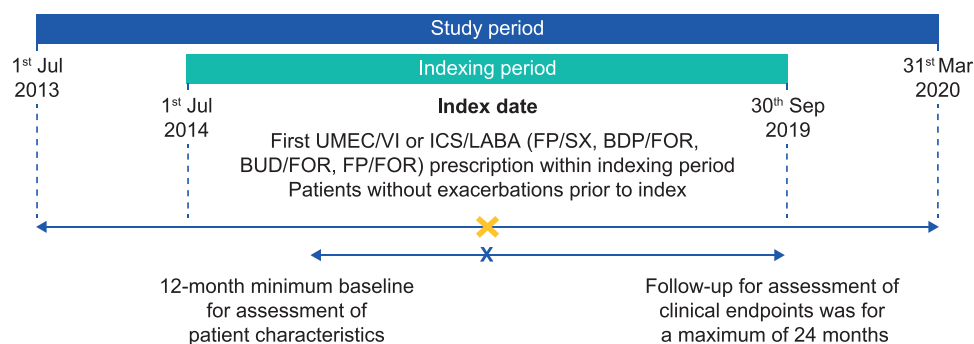 Study period
Indexing period
1st Jul
2013
1st Jul
2014
30th Sep
2019
31st Mar
2020
Index date
First UMEC/VI or ICS/LABA (FP/SX, BDP/FOR,
BUD/FOR, FP/FOR) prescription within indexing period
Patients without exacerbations prior to index
X
12-month minimum baseline
for assessment of
patient characteristics
Follow-up for assessment of
clinical endpoints was for
a maximum of 24 months